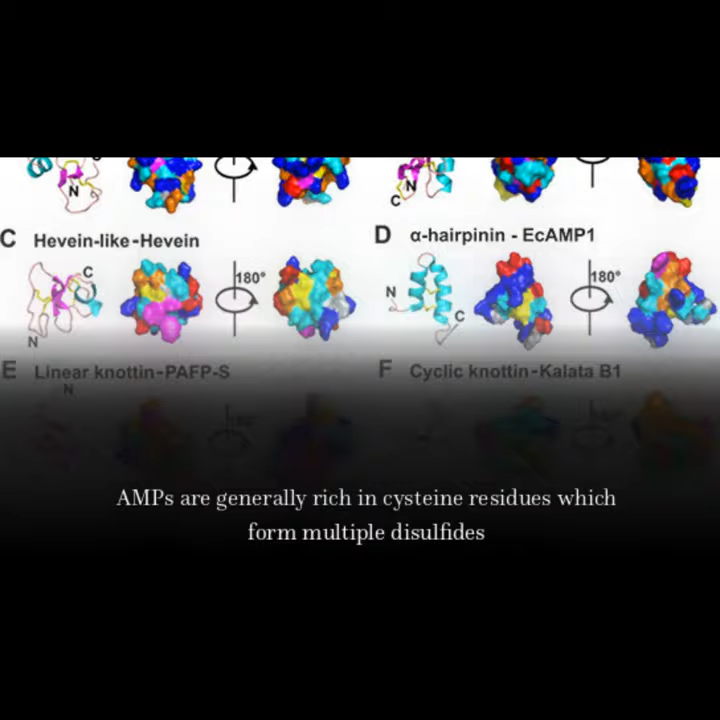 N
N
C
C Hevein-like-Hevein
D α-hairpinin - EcAMP1
C
180°
N
180°
C
N
E Linear knottin-PAFP-S
F Cyclic knottin-Kalata B1
N
AMPs are generally rich in cysteine residues which
form multiple disulfides